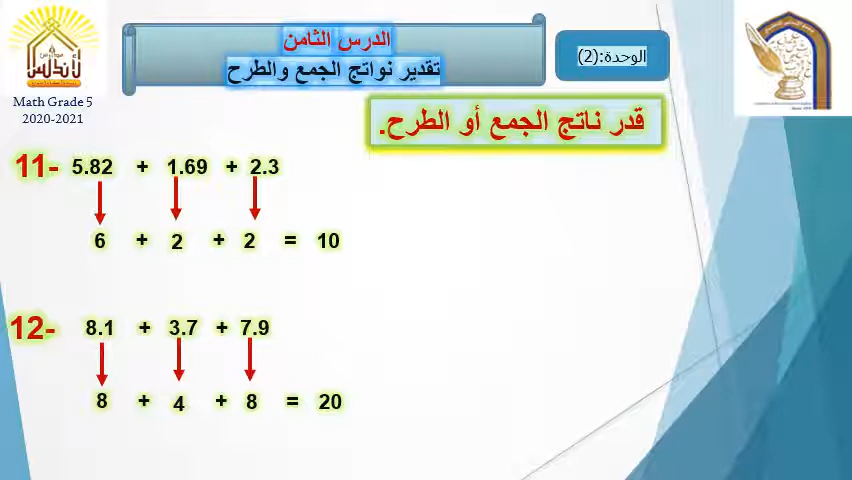 الدرس الثامن
تقدير نواتج الجمع والطرح
الوحدة:(2)
الأندلس
Math Grade 5
2020-2021
قدر ناتج الجمع أو الطرح.
11- 5.82 + 1.69 + 2.3
6 + 2 + 2 = 10
12- 8.1 + 3.7 + 7.9
8 + 4 + 8 = 20